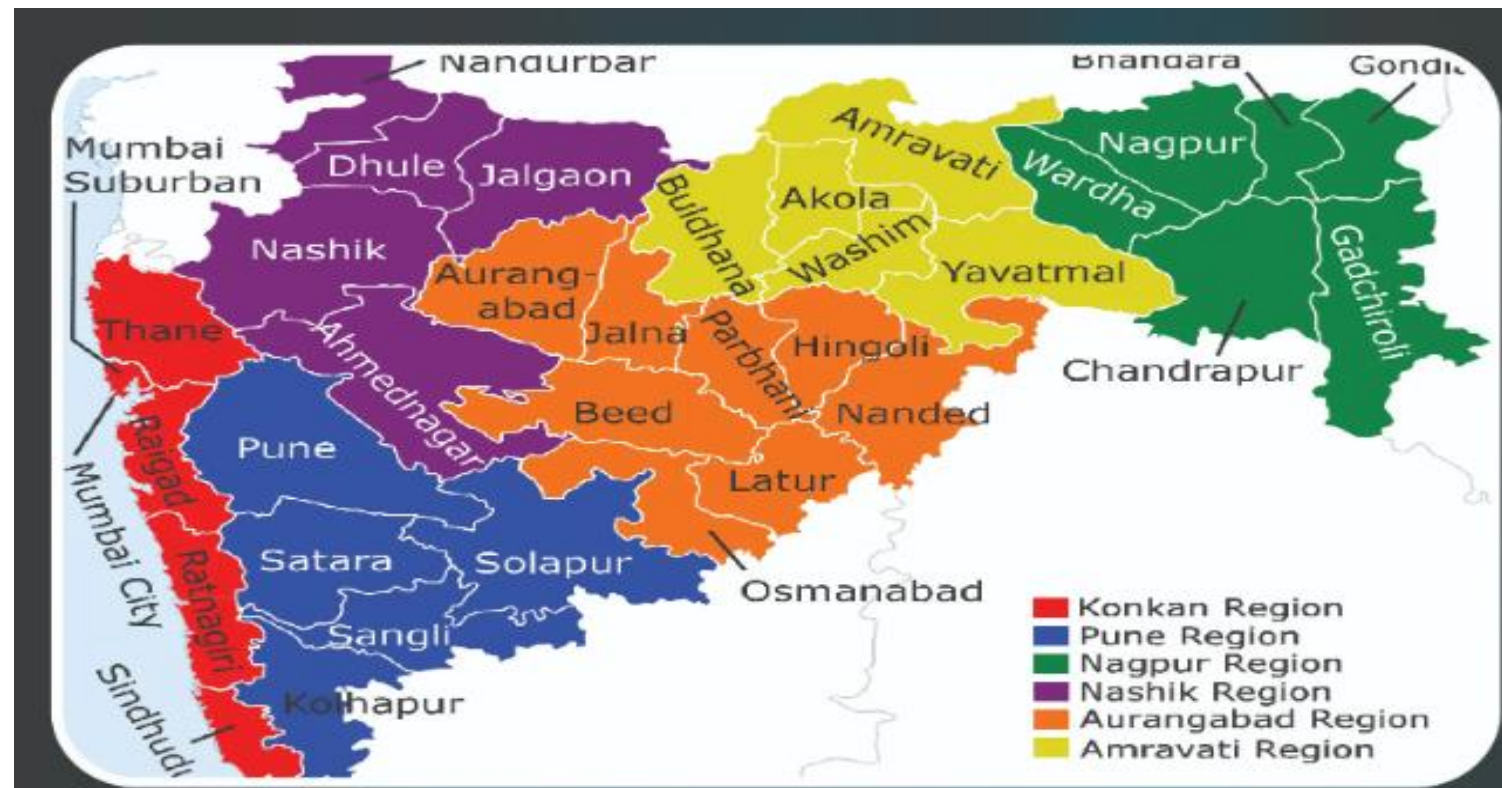 Nandurbar
Bhandara
Mumbai
Suburban
Dhule
Jalgaon
Amravati
Nagpur
Wardha
Buldhana
Akola
Washim
Nashik
Aurang-
abad
Yavatmal
Gadchiroli
Thane
Ahmednagar
Jalna
Parbhani
Hingoli
Chandrapur
Beed
Nanded
Raigad
Pune
Latur
Mumbai City
Satara
Solapur
Osmanabad
Ratnagiri
Sangli
Kolhapur
Konkan Region
Pune Region
Nagpur Region
Nashik Region
Aurangabad Region
Amravati Region